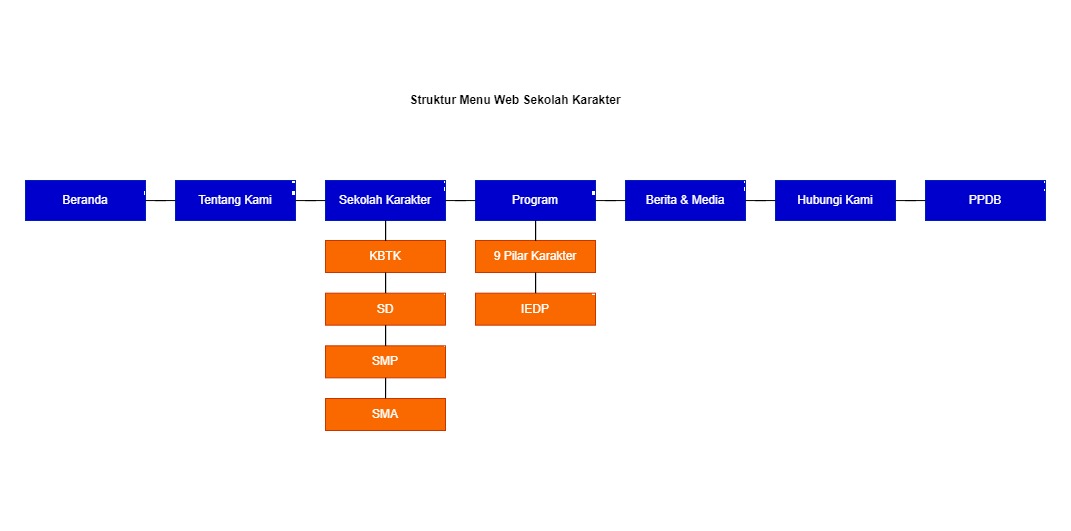 Struktur Menu Web Sekolah Karakter
Beranda
Tentang Kami
Sekolah Karakter
Program
Berita & Media
Hubungi Kami
PPDB
KBTK
9 Pilar Karakter
SD
IEDP
SMP
SMA